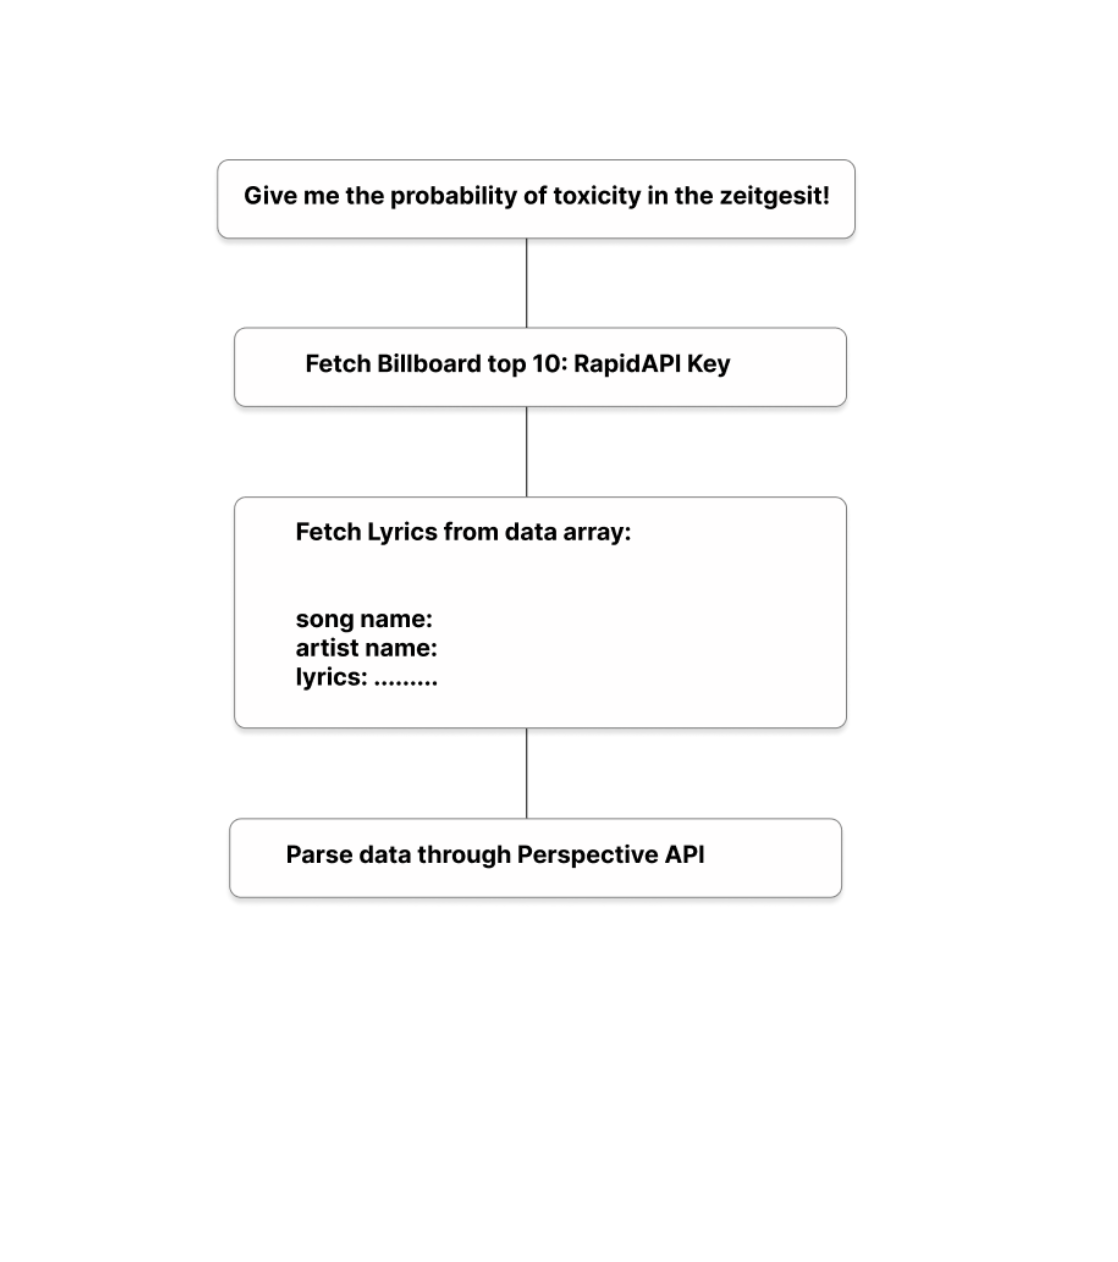 Give me the probability of toxicity in the zeitgesit!
Fetch Billboard top 10: RapidAPI Key
Fetch Lyrics from data array:
song name:
artist name:
lyrics: .........
Parse data through Perspective API